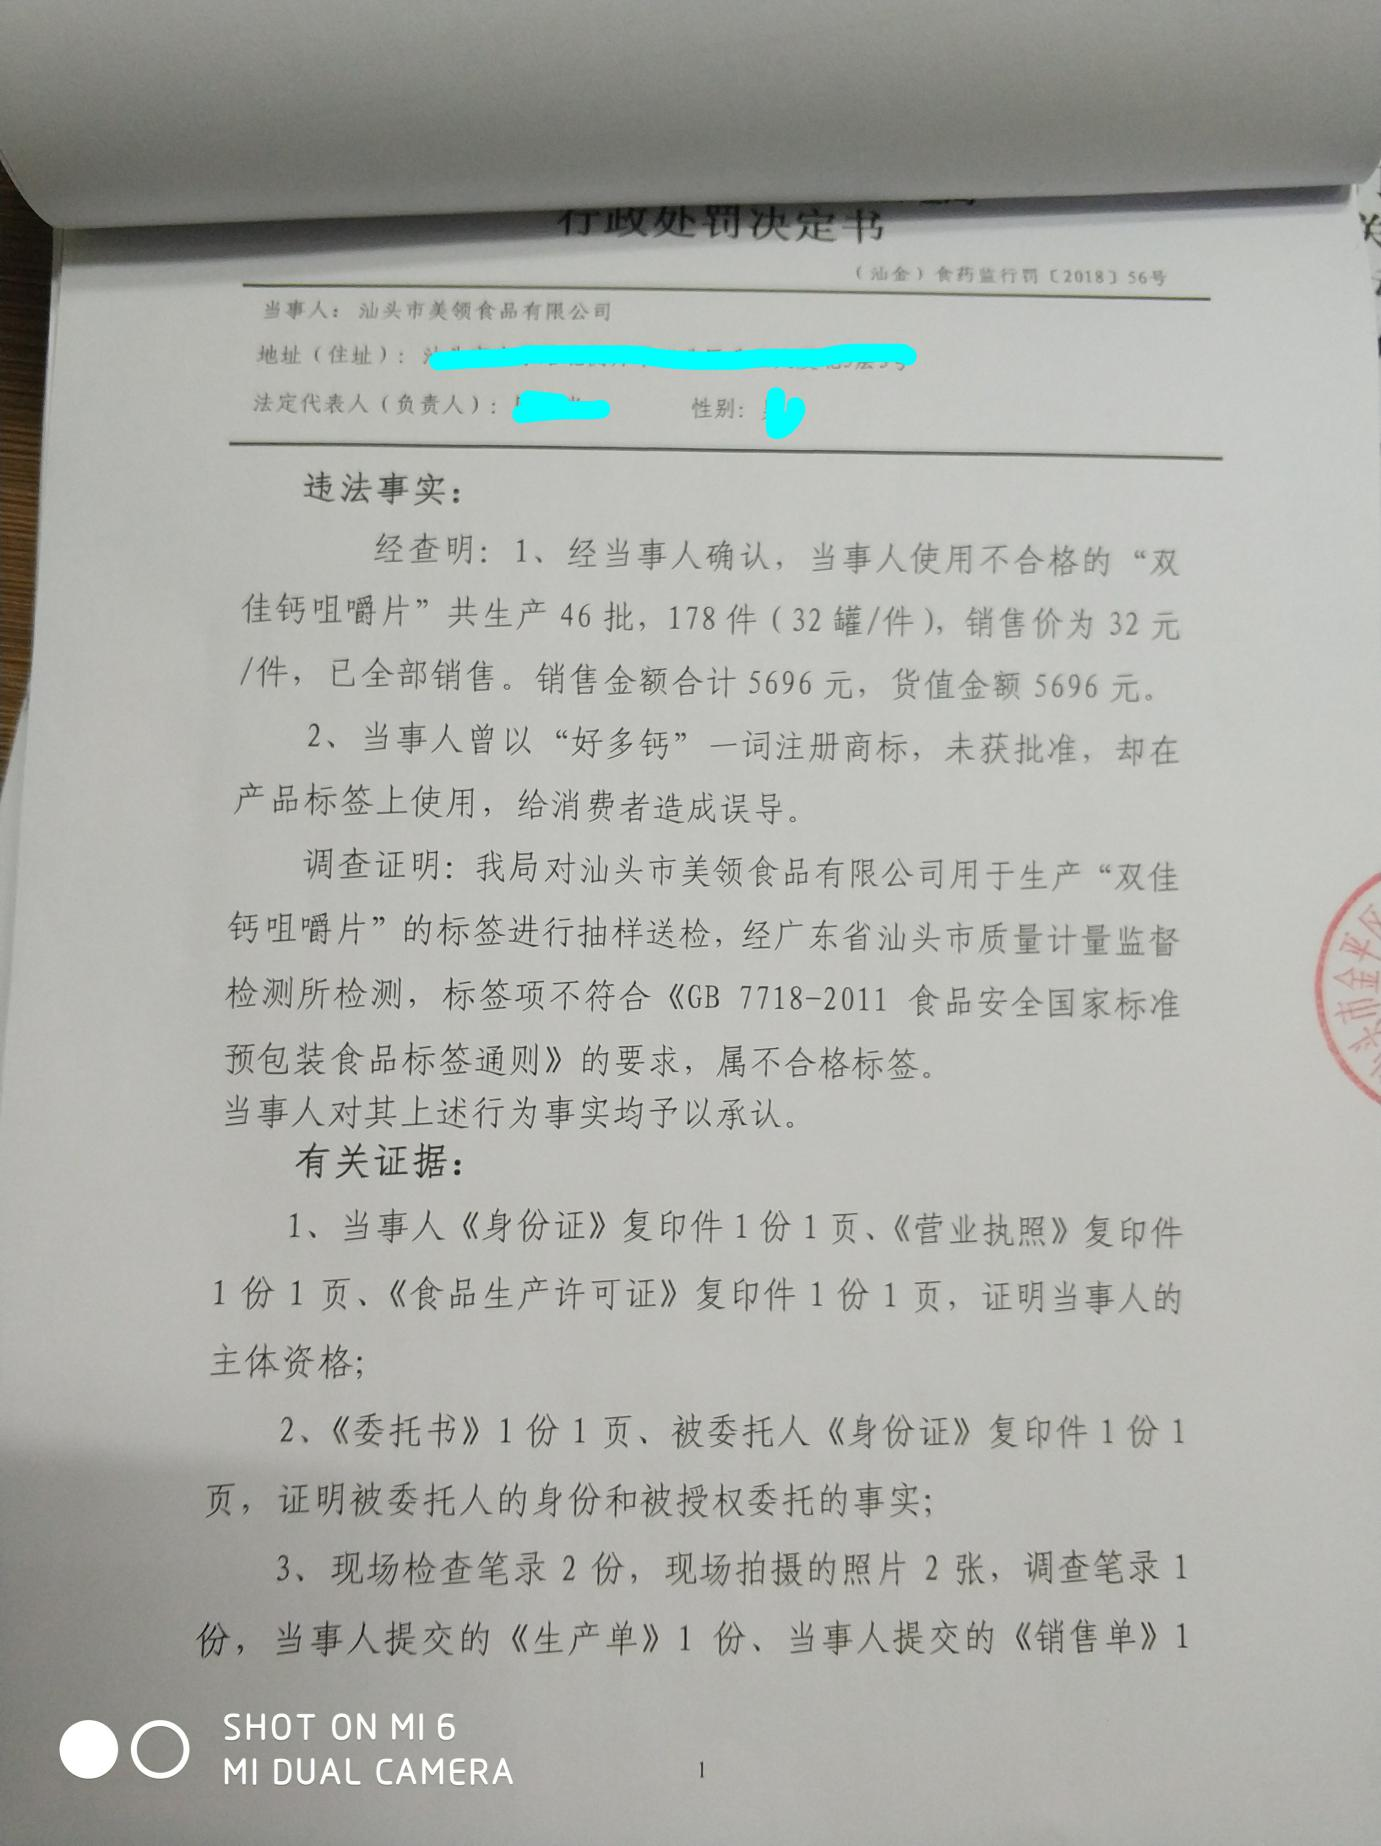 行政处罚决定书
（汕金）食药监行罚〔2018〕56号
当事人：汕头市美领食品有限公司
地址（住址）：
法定代表人（负责人）： 性别：
违法事实：
经查明：1、经当事人确认，当事人使用不合格的“双
佳钙咀嚼片”共生产46批，178件（32罐/件），销售价为32元
/件，已全部销售。销售金额合计5696元，货值金额5696元。
2、当事人曾以“好多钙”一词注册商标，未获批准，却在
产品标签上使用，给消费者造成误导。
调查证明：我局对汕头市美领食品有限公司用于生产“双佳
钙咀嚼片”的标签进行抽样送检，经广东省汕头市质量计量监督
检测所检测，标签项不符合《GB 7718-2011 食品安全国家标准
预包装食品标签通则》的要求，属不合格标签。
当事人对其上述行为事实均予以承认。
有关证据：
1、当事人《身份证》复印件1份1页、《营业执照》复印件
1份1页、《食品生产许可证》复印件1份1页，证明当事人的
主体资格；
2、《委托书》1份1页、被委托人《身份证》复印件1份1
页，证明被委托人的身份和被授权委托的事实；
3、现场检查笔录2份，现场拍摄的照片2张，调查笔录1
份，当事人提交的《生产单》1 份、当事人提交的《销售单》1
1
头市金平区
SHOT ON MI 6
MI DUAL CAMERA